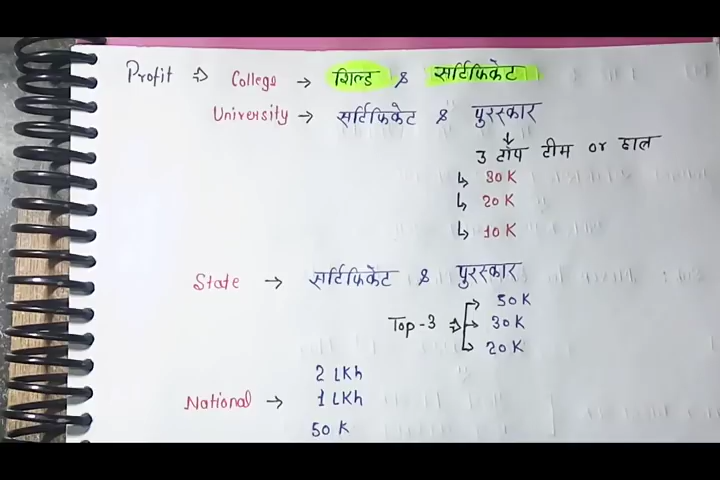 Profit ⇒ College → शिल्ड & सर्टिफिकेट
University → सर्टिफिकेट & पुरस्कार
↓
3 टॉप टीम or
↳ 30 K
↳ 20 K
↳ 10 K
State → सर्टिफिकेट & पुरस्कार
Top-3 ⇒ → 50 K
→ 30 K
→ 20 K
2 LKh
National → 1 LKh
50 K